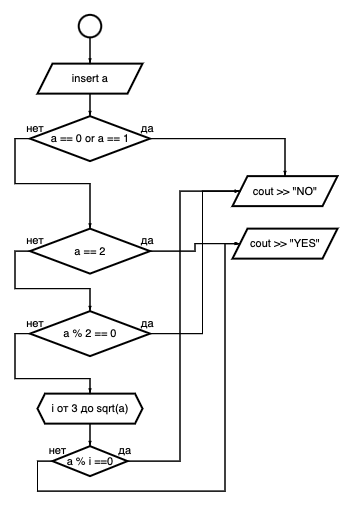 insert a
нет
да
a == 0 or a == 1
cout >> "NO"
нет
да
a == 2
cout >> "YES"
нет
да
a % 2 == 0
i от 3 до sqrt(a)
нет
да
a % i ==0